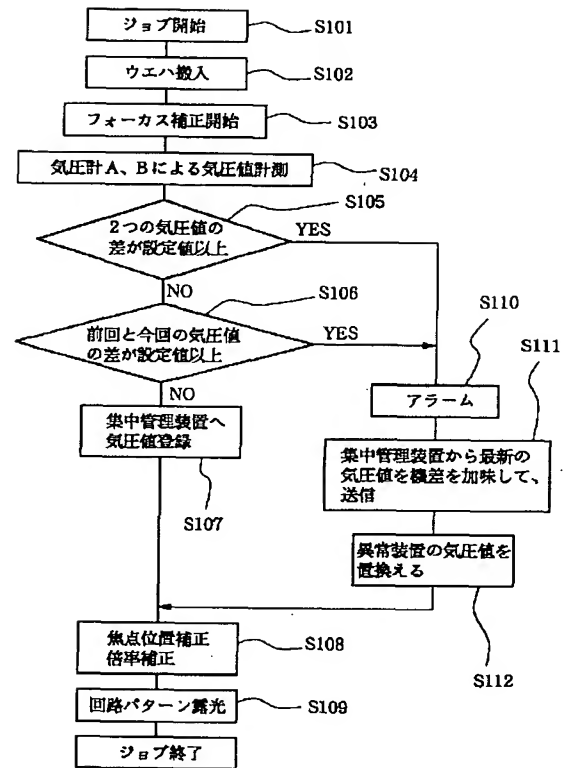 ジョブ開始
S101
ウエハ搬入
S102
フォーカス補正開始
S103
気圧計A、Bによる気圧値計測
S104
S105
2つの気圧値の
差が設定値以上
YES
NO
S106
前回と今回の気圧値
の差が設定値以上
YES
NO
S110
アラーム
S111
集中管理装置へ
気圧値登録
S107
集中管理装置から最新の
気圧値を機差を加味して、
送信
異常装置の気圧値を
置換える
S112
焦点位置補正
倍率補正
S108
回路パターン露光
S109
ジョブ終了